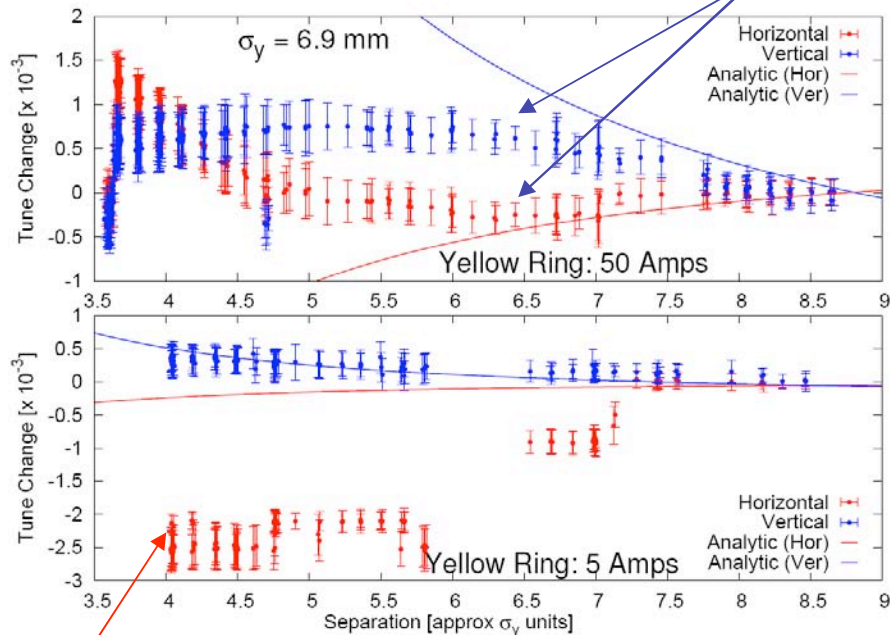 2
1.5
1
0.5
0
-0.5
-1
Tune Change [x 10⁻³]
σy = 6.9 mm
Horizontal
Vertical
Analytic (Hor)
Analytic (Ver)
Yellow Ring: 50 Amps
3.5 4 4.5 5 5.5 6 6.5 7 7.5 8 8.5 9
1
0.5
0
-0.5
-1
-1.5
-2
-2.5
-3
Tune Change [x 10⁻³]
Horizontal
Vertical
Analytic (Hor)
Analytic (Ver)
Yellow Ring: 5 Amps
3.5 4 4.5 5 5.5 6 6.5 7 7.5 8 8.5 9
Separation [approx σy units]